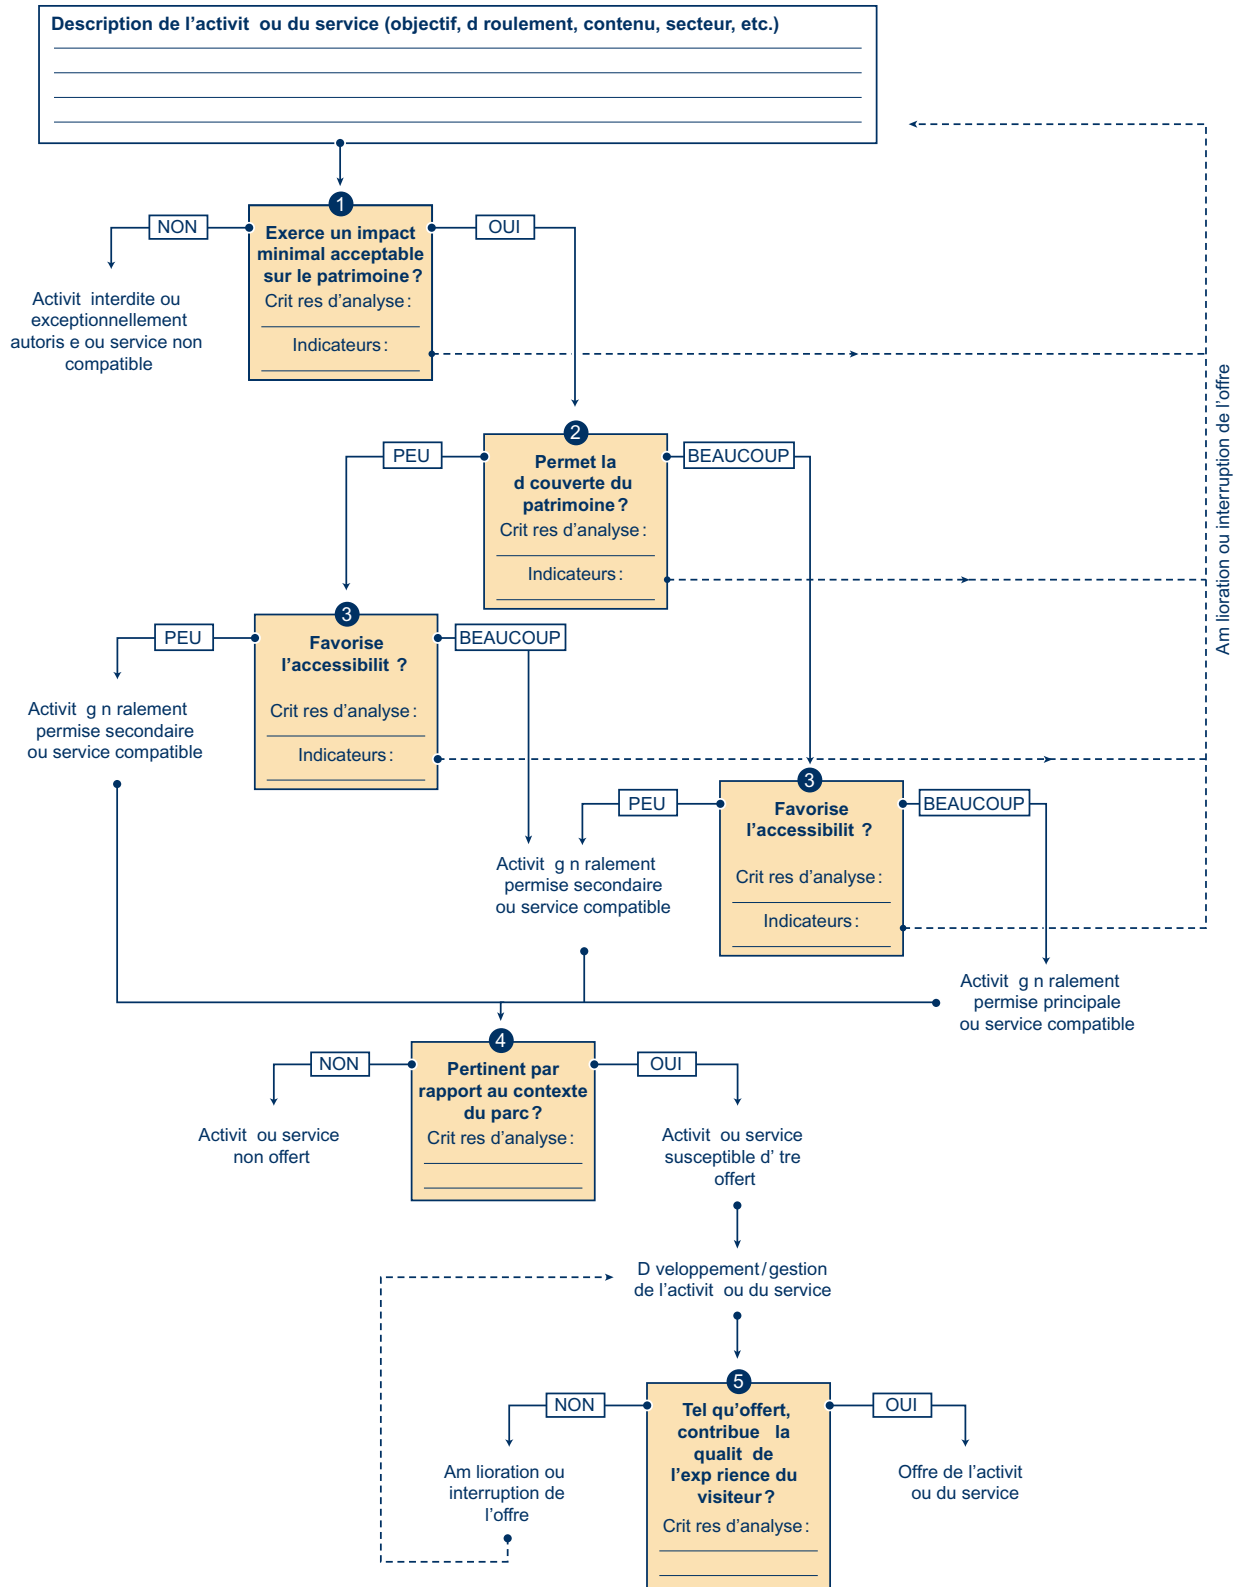 Description de l’activit ou du service (objectif, d roulement, contenu, secteur, etc.)
1
NON
OUI
Exerce un impact
minimal acceptable
sur le patrimoine ?
Crit res d’analyse :
Indicateurs :
Activit interdite ou
exceptionnellement
autoris e ou service non
compatible
Am lioration ou interruption de l’offre
2
PEU
BEAUCOUP
Permet la
d couverte du
patrimoine ?
Crit res d’analyse :
Indicateurs :
3
PEU
BEAUCOUP
Favorise
l’accessibilit ?
Crit res d’analyse :
Indicateurs :
Activit g n ralement
permise secondaire
ou service compatible
3
PEU
BEAUCOUP
Favorise
l’accessibilit ?
Crit res d’analyse :
Indicateurs :
Activit g n ralement
permise secondaire
ou service compatible
Activit g n ralement
permise principale
ou service compatible
4
NON
OUI
Pertinent par
rapport au contexte
du parc ?
Crit res d’analyse :
Activit ou service
non offert
Activit ou service
susceptible d’ tre
offert
D veloppement / gestion
de l’activit ou du service
5
NON
OUI
Tel qu’offert,
contribue la
qualit de
l’exp rience du
visiteur ?
Crit res d’analyse :
Am lioration ou
interruption de
l’offre
Offre de l’activit
ou du service